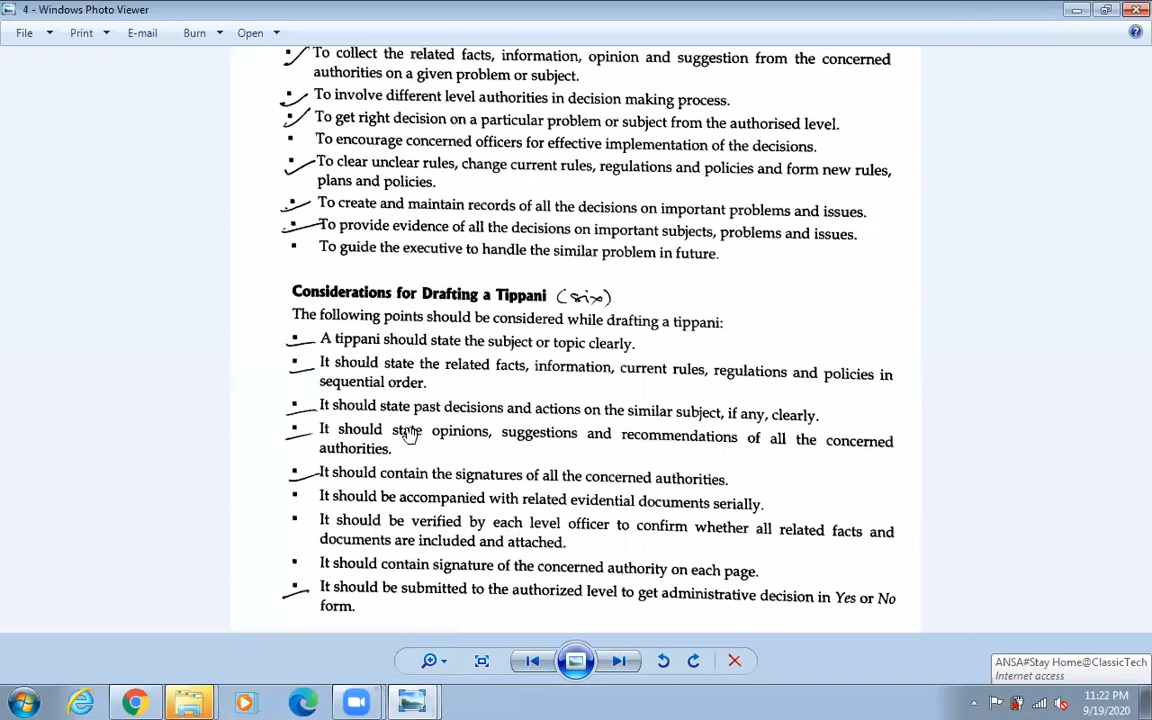 4 - Windows Photo Viewer
File Print E-mail Burn Open
To collect the related facts, information, opinion and suggestion from the concerned
authorities on a given problem or subject.
To involve different level authorities in decision making process.
To get right decision on a particular problem or subject from the authorised level.
To encourage concerned officers for effective implementation of the decisions.
To clear unclear rules, change current rules, regulations and policies and form new rules,
plans and policies.
To create and maintain records of all the decisions on important problems and issues.
To provide evidence of all the decisions on important subjects, problems and issues.
To guide the executive to handle the similar problem in future.
Considerations for Drafting a Tippani (six)
The following points should be considered while drafting a tippani:
A tippani should state the subject or topic clearly.
It should state the related facts, information, current rules, regulations and policies in
sequential order.
It should state past decisions and actions on the similar subject, if any, clearly.
It should state opinions, suggestions and recommendations of all the concerned
authorities.
It should contain the signatures of all the concerned authorities.
It should be accompanied with related evidential documents serially.
It should be verified by each level officer to confirm whether all related facts and
documents are included and attached.
It should contain signature of the concerned authority on each page.
It should be submitted to the authorized level to get administrative decision in Yes or No
form.
ANSA#Stay Home@ClassicTech
Internet access
11:22 PM
9/19/2020